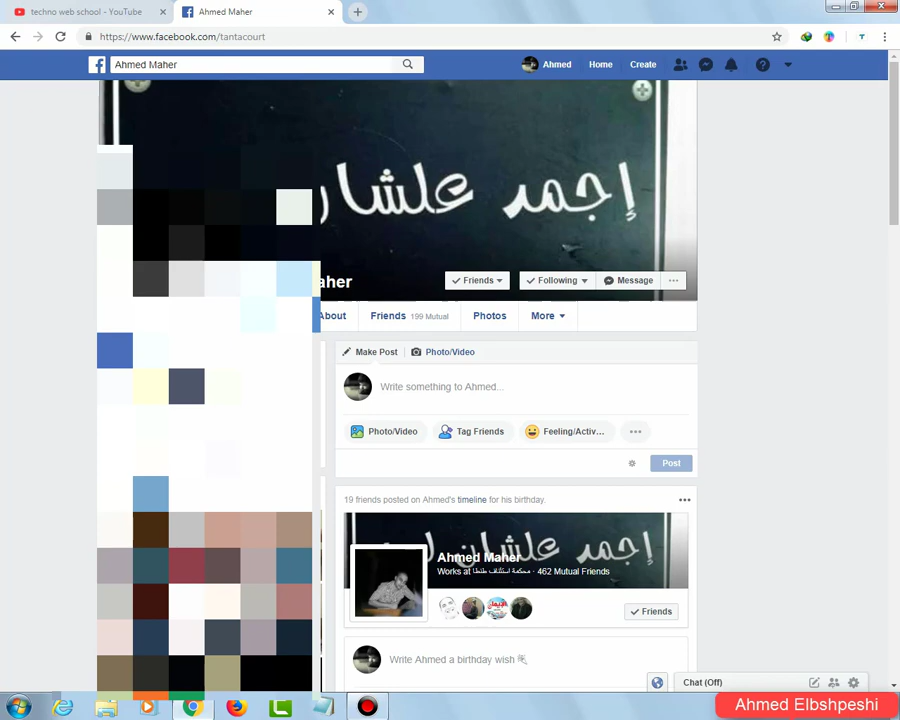 techno web school - YouTube
Ahmed Maher
https://www.facebook.com/tantacourt
Ahmed Maher
Ahmed
Home
Create
إجمد علشان
aher
Friends
Following
Message
About
Friends 199 Mutual
Photos
More
Make Post
Photo/Video
Write something to Ahmed...
Photo/Video
Tag Friends
Feeling/Activ...
Post
19 friends posted on Ahmed's timeline for his birthday.
إجمد علشان
Ahmed Maher
Works at محكمة استئناف طنطا · 462 Mutual Friends
Friends
Write Ahmed a birthday wish
Chat (Off)
Ahmed Elbshpeshi